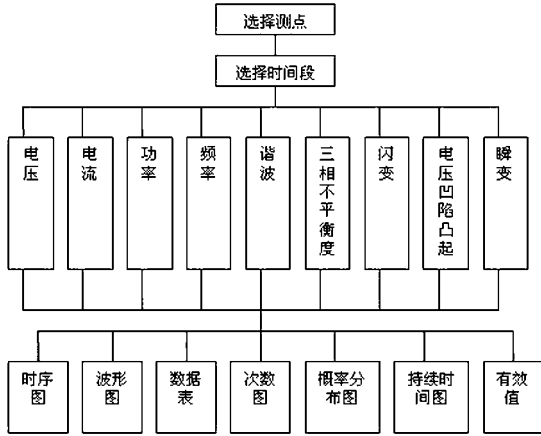 选择测点
选择时间段
电压
电流
功率
频率
谐波
三相不平衡度
闪变
电压凹陷凸起
瞬变
时序
图
波形
图
数据
表
次数
图
概率分
布图
持续时
间图
有效
值